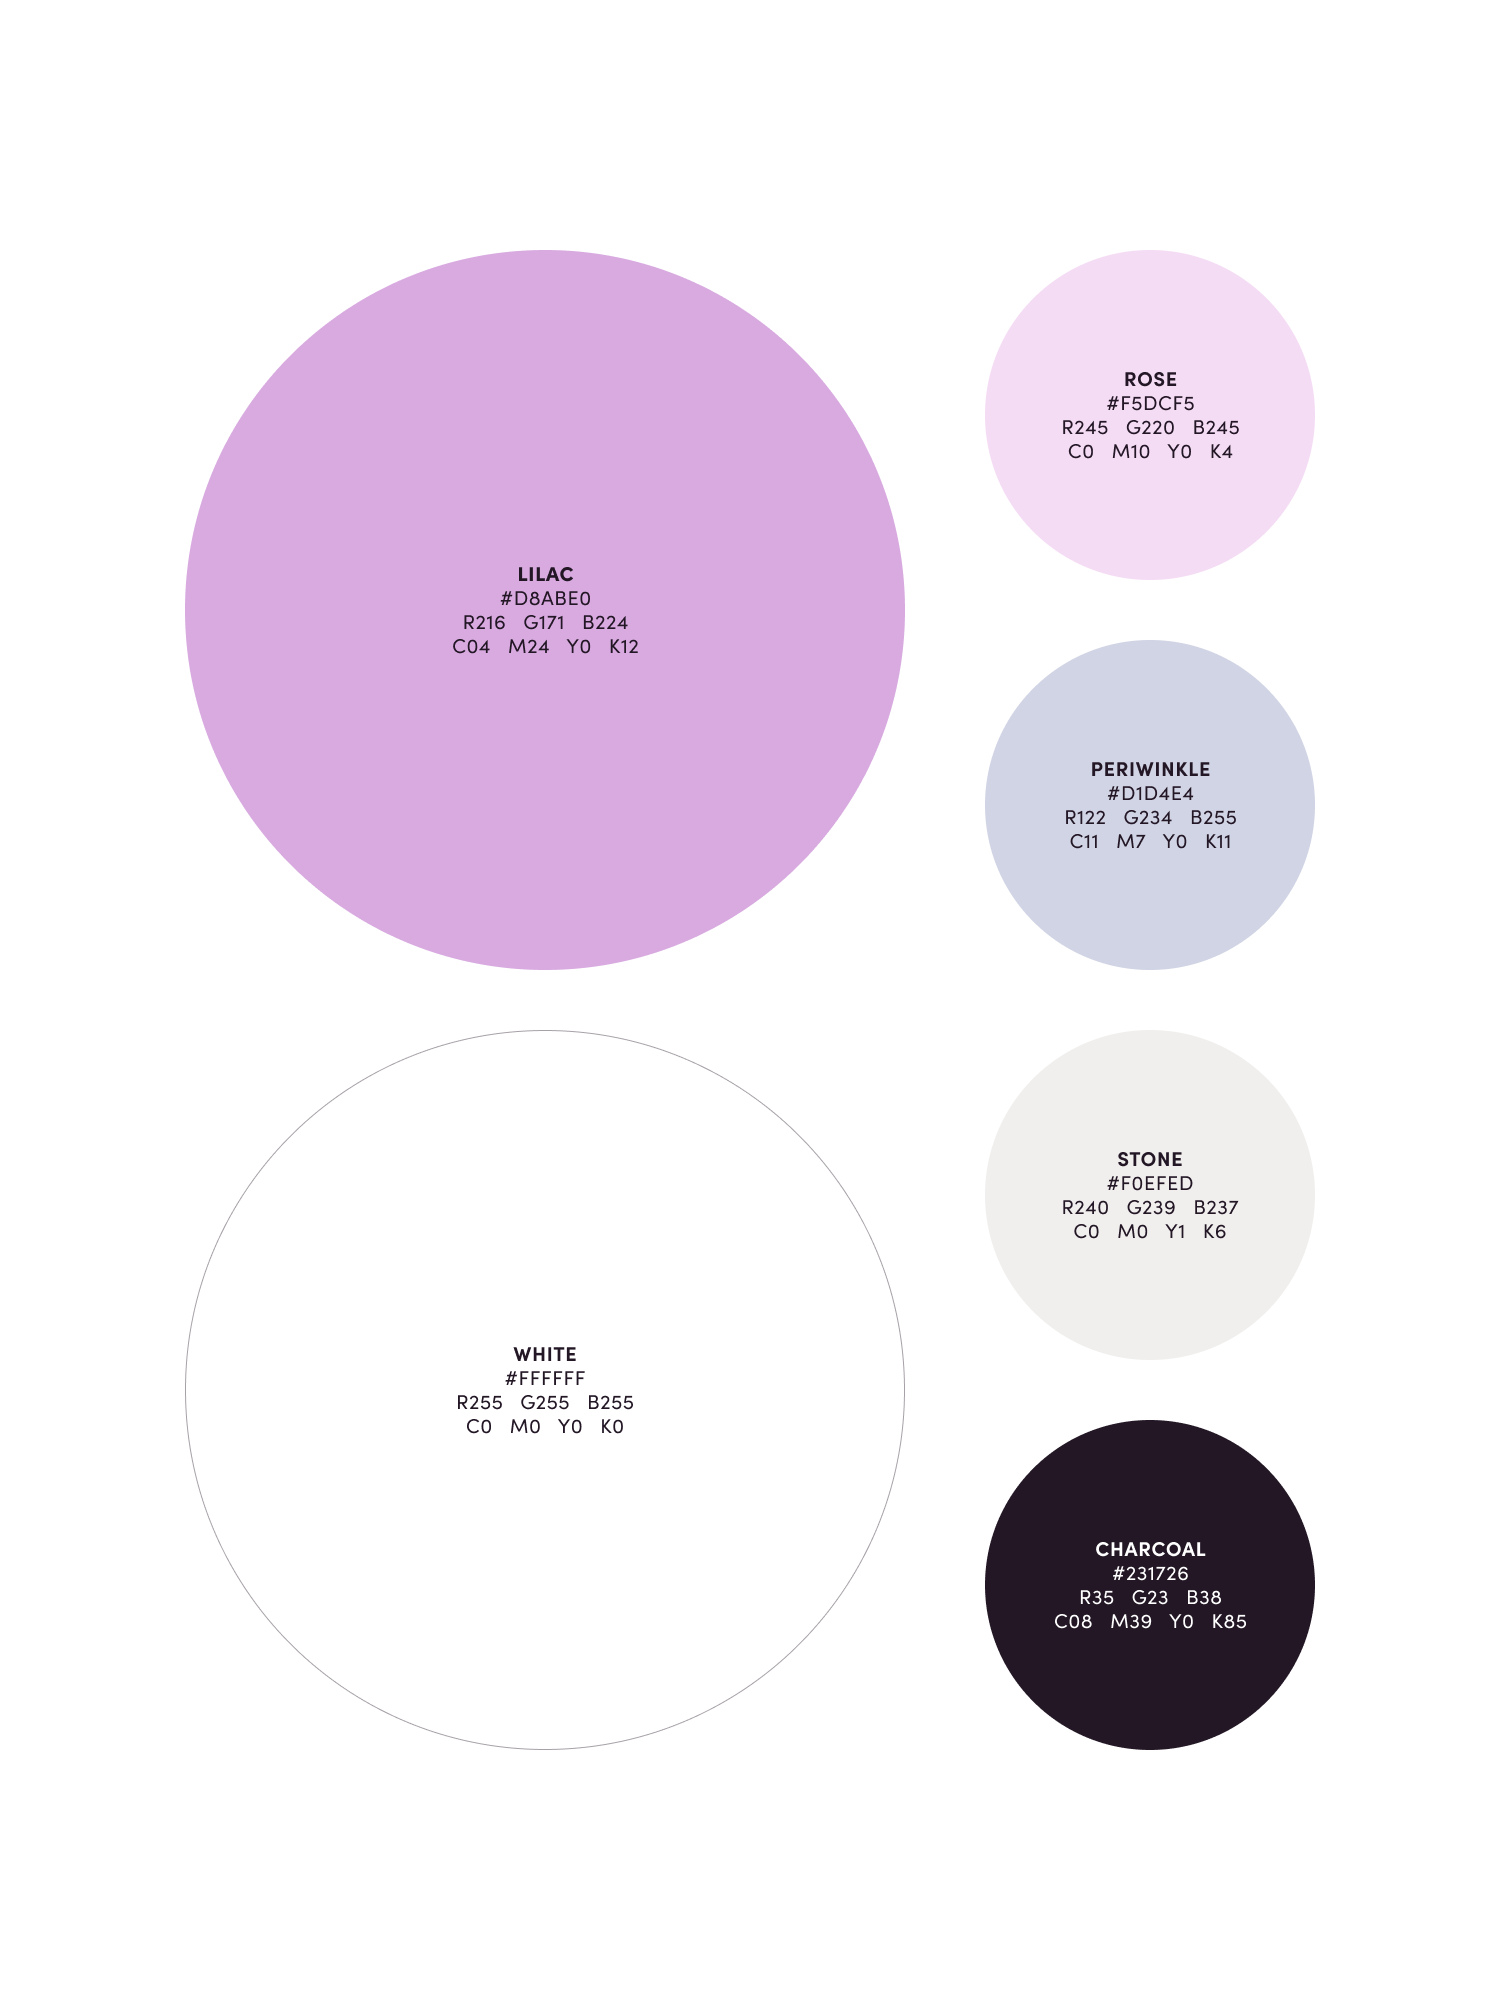 LILAC
#D8ABE0
R216 G171 B224
C04 M24 Y0 K12
ROSE
#F5DCF5
R245 G220 B245
C0 M10 Y0 K4
PERIWINKLE
#D1D4E4
R122 G234 B255
C11 M7 Y0 K11
WHITE
#FFFFFF
R255 G255 B255
C0 M0 Y0 K0
STONE
#F0EFED
R240 G239 B237
C0 M0 Y1 K6
CHARCOAL
#231726
R35 G23 B38
C08 M39 Y0 K85